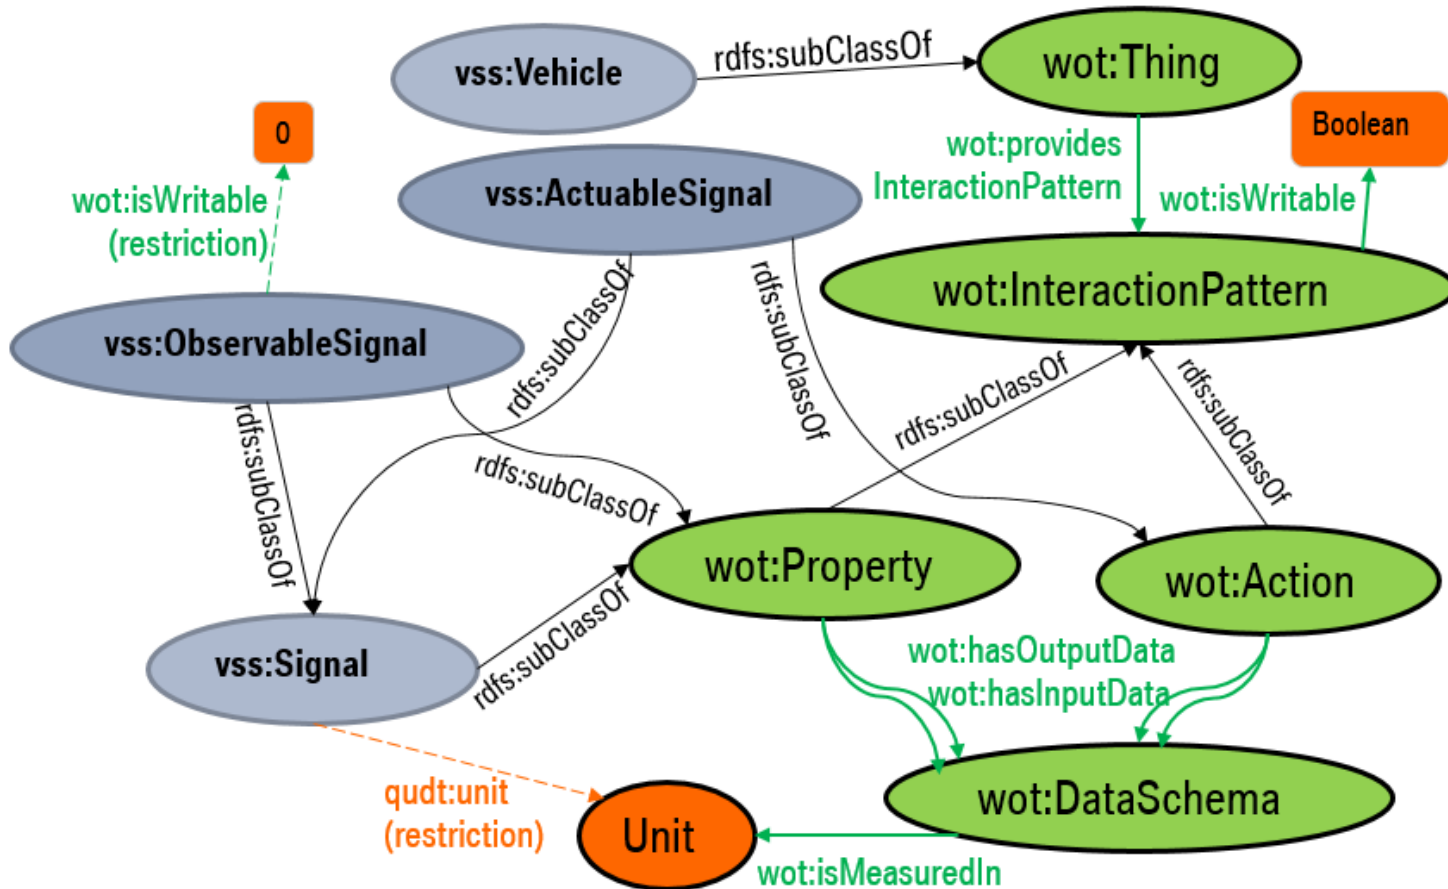 vss:Vehicle
rdfs:subClassOf
wot:Thing
0
Boolean
wot:provides
InteractionPattern
vss:ActuableSignal
wot:isWritable
(restriction)
wot:isWritable
rdfs:subClassOf
rdfs:subClassOf
wot:InteractionPattern
vss:ObservableSignal
rdfs:subClassOf
rdfs:subClassOf
rdfs:subClassOf
rdfs:subClassOf
wot:Property
wot:Action
rdfs:subClassOf
vss:Signal
wot:hasOutputData
wot:hasInputData
qudt:unit
(restriction)
Unit
wot:DataSchema
wot:isMeasuredIn